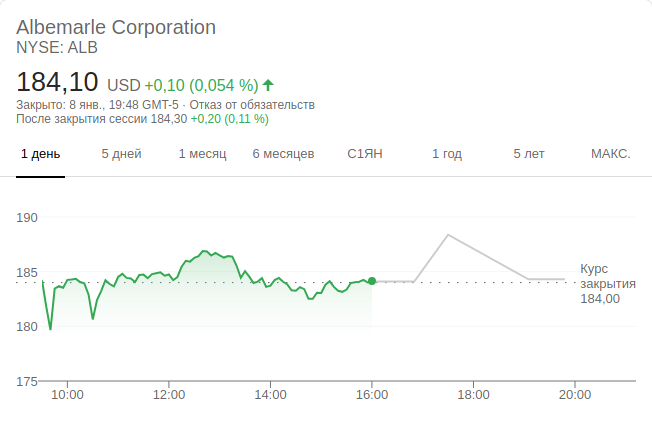 Albemarle Corporation
NYSE: ALB
184,10 USD +0,10 (0,054 %)
Закрыто: 8 янв., 19:48 GMT-5 · Отказ от обязательств
После закрытия сессии 184,30 +0,20 (0,11 %)
1 день 5 дней 1 месяц 6 месяцев С1ЯН 1 год 5 лет МАКС.
190
185
180
175
Курс
закрытия
184,00
10:00 12:00 14:00 16:00 18:00 20:00